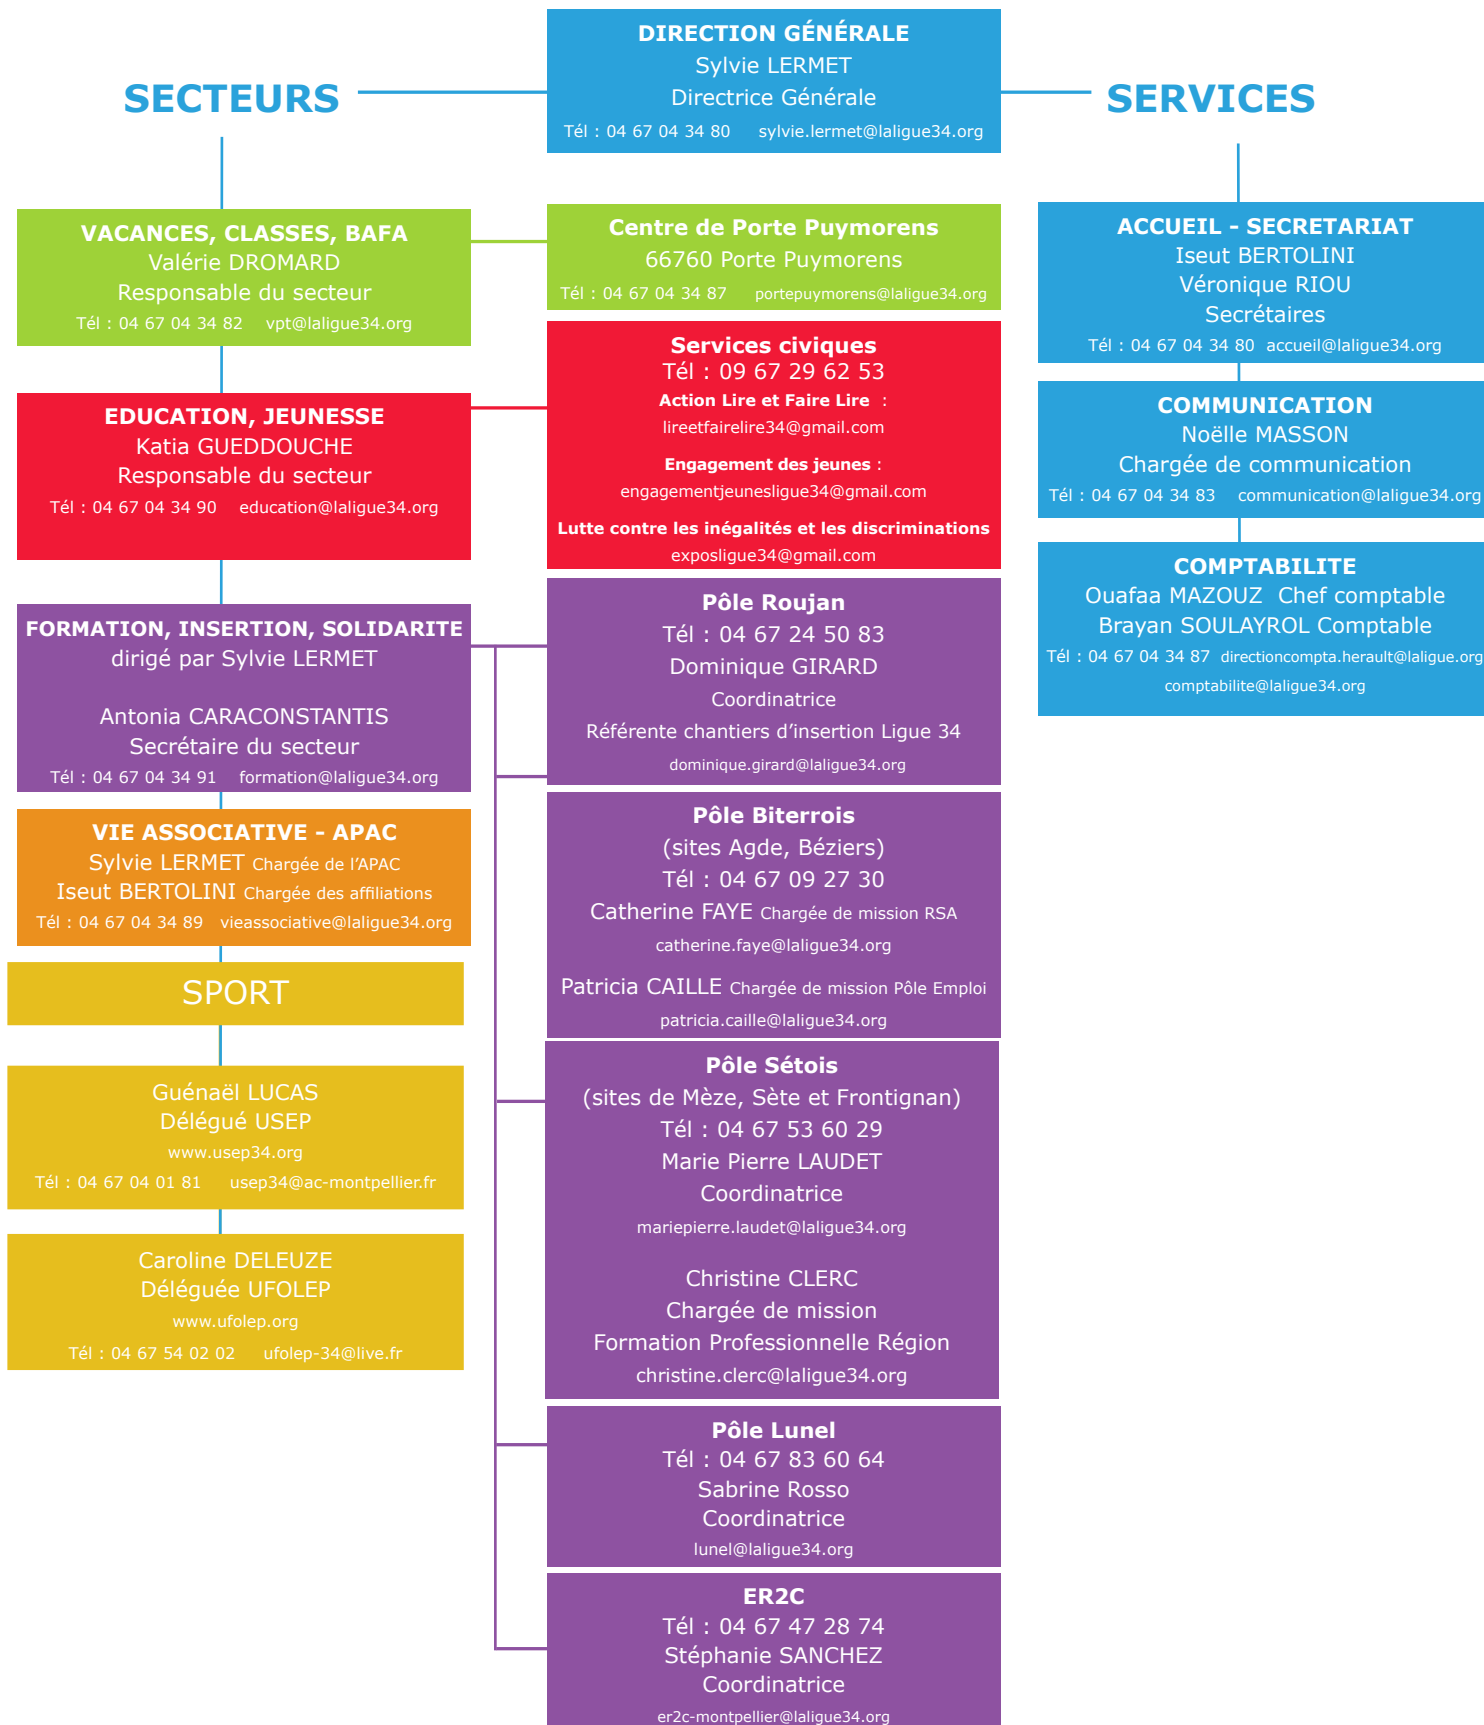 DIRECTION GÉNÉRALE
Sylvie LERMET
Directrice Générale
Tél : 04 67 04 34 80 sylvie.lermet@laligue34.org
SECTEURS
VACANCES, CLASSES, BAFA
Valérie DROMARD
Responsable du secteur
Tél : 04 67 04 34 82 vpt@laligue34.org
EDUCATION, JEUNESSE
Katia GUEDDOUCHE
Responsable du secteur
Tél : 04 67 04 34 90 education@laligue34.org
FORMATION, INSERTION, SOLIDARITE
dirigé par Sylvie LERMET
Antonia CARACONSTANTIS
Secrétaire du secteur
Tél : 04 67 04 34 91 formation@laligue34.org
VIE ASSOCIATIVE – APAC
Sylvie LERMET Chargée de l’APAC
Iseut BERTOLINI Chargée des affiliations
Tél : 04 67 04 34 89 vieassociative@laligue34.org
SPORT
Guénaël LUCAS
Délégué USEP
www.usep34.org
Tél : 04 67 04 01 81 usep34@ac-montpellier.fr
Caroline DELEUZE
Déléguée UFOLEP
www.ufolep.org
Tél : 04 67 54 02 02 ufolep-34@live.fr
Centre de Porte Puymorens
66760 Porte Puymorens
Tél : 04 67 04 34 87 portepuymorens@laligue34.org
Services civiques
Tél : 09 67 29 62 53
Action Lire et Faire Lire :
lireetfairelire34@gmail.com
Engagement des jeunes :
engagementjeunesligue34@gmail.com
Lutte contre les inégalités et les discriminations
exposligue34@gmail.com
Pôle Roujan
Tél : 04 67 24 50 83
Dominique GIRARD
Coordinatrice
Référente chantiers d’insertion Ligue 34
dominique.girard@laligue34.org
Pôle Biterrois
(sites Agde, Béziers)
Tél : 04 67 09 27 30
Catherine FAYE Chargée de mission RSA
catherine.faye@laligue34.org
Patricia CAILLE Chargée de mission Pôle Emploi
patricia.caille@laligue34.org
Pôle Sétois
(sites de Mèze, Sète et Frontignan)
Tél : 04 67 53 60 29
Marie Pierre LAUDET
Coordinatrice
mariepierre.laudet@laligue34.org
Christine CLERC
Chargée de mission
Formation Professionnelle Région
christine.clerc@laligue34.org
Pôle Lunel
Tél : 04 67 83 60 64
Sabrine Rosso
Coordinatrice
lunel@laligue34.org
ER2C
Tél : 04 67 47 28 74
Stéphanie SANCHEZ
Coordinatrice
er2c-montpellier@laligue34.org
SERVICES
ACCUEIL – SECRETARIAT
Iseut BERTOLINI
Véronique RIOU
Secrétaires
Tél : 04 67 04 34 80 accueil@laligue34.org
COMMUNICATION
Noëlle MASSON
Chargée de communication
Tél : 04 67 04 34 83 communication@laligue34.org
COMPTABILITE
Ouafaa MAZOUZ Chef comptable
Brayan SOULAYROL Comptable
Tél : 04 67 04 34 87 directioncompta.herault@laligue.org
comptabilite@laligue34.org